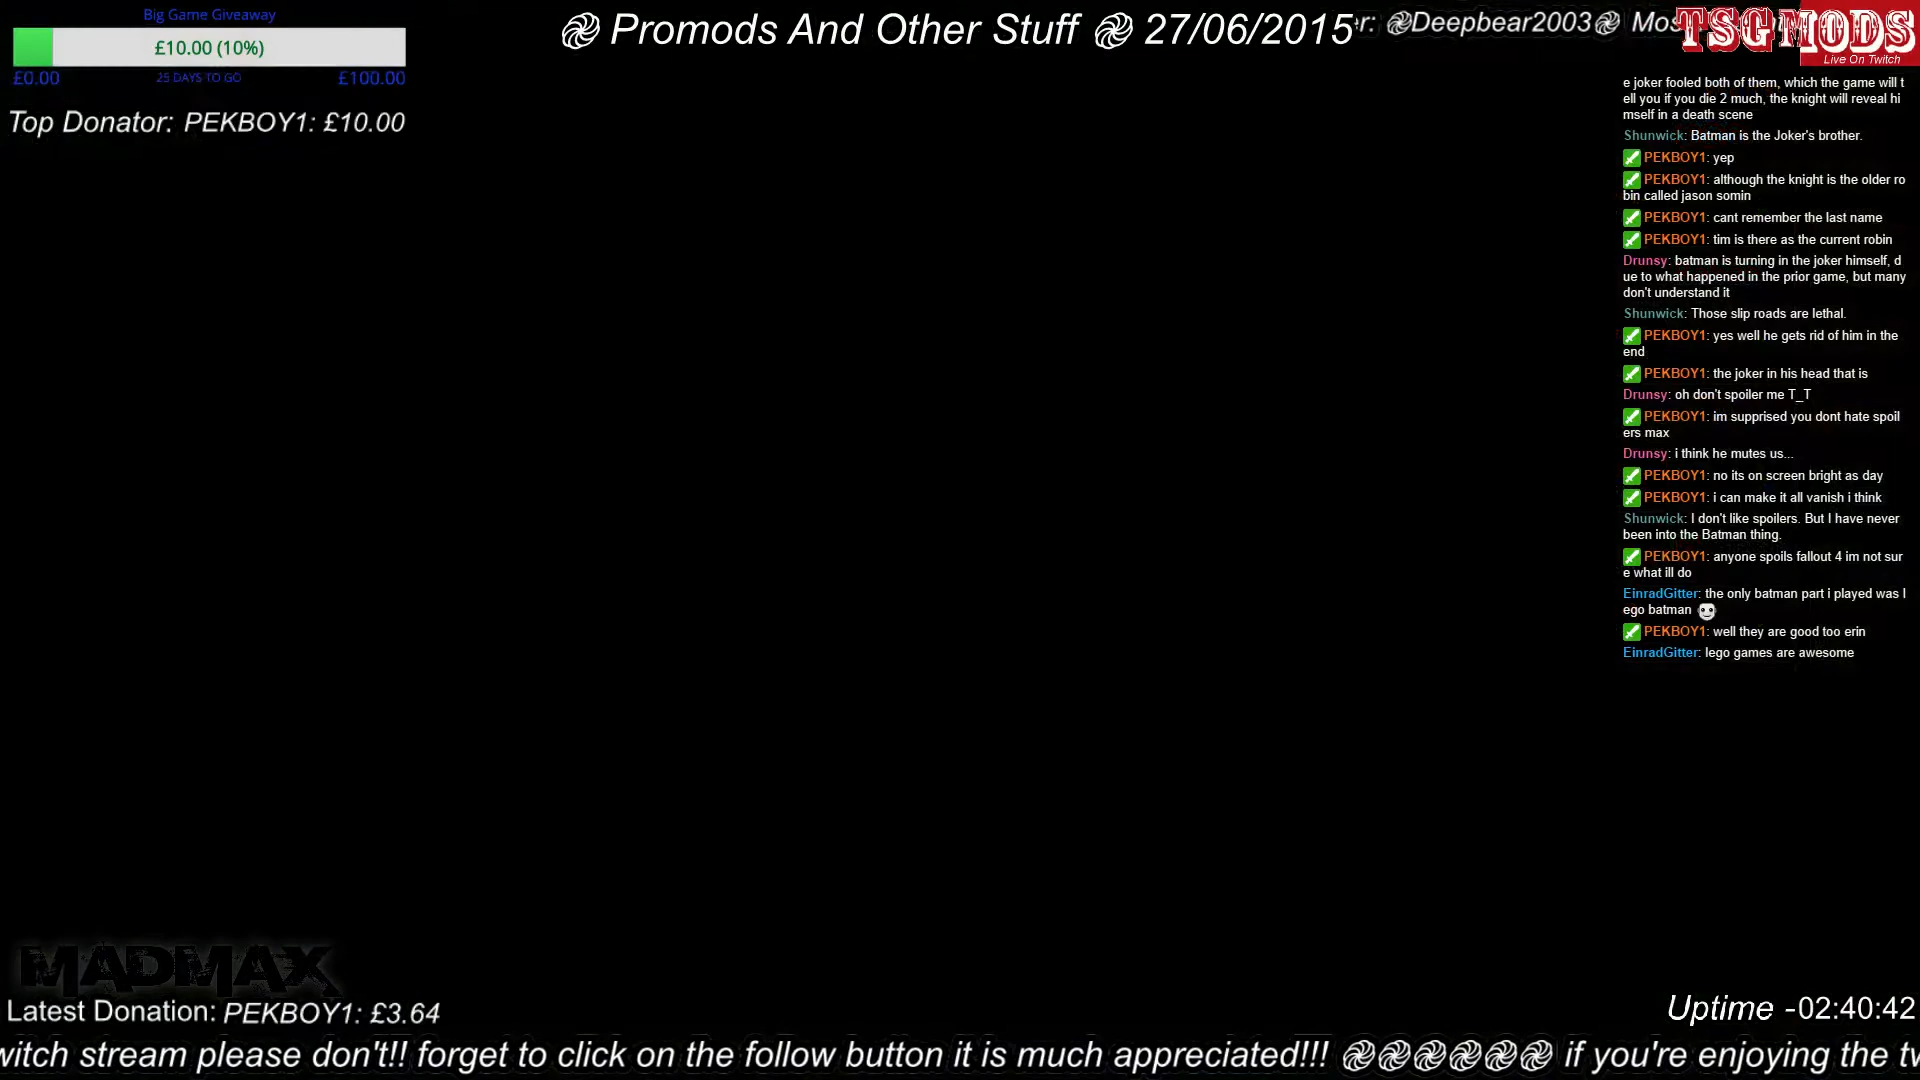 Big Game Giveaway
£10.00 (10%)
£0.00 25 DAYS TO GO £100.00
Top Donator: PEKBOY1: £10.00
Promods And Other Stuff 27/06/2015
r: Deepbear2003 Mos
TSGMODS
Live On Twitch
e joker fooled both of them, which the game will t
ell you if you die 2 much, the knight will reveal hi
mself in a death scene
Shunwick: Batman is the Joker's brother.
PEKBOY1: yep
PEKBOY1: although the knight is the older ro
bin called jason somin
PEKBOY1: cant remember the last name
PEKBOY1: tim is there as the current robin
Drunsy: batman is turning in the joker himself, d
ue to what happened in the prior game, but many
don't understand it
Shunwick: Those slip roads are lethal.
PEKBOY1: yes well he gets rid of him in the
end
PEKBOY1: the joker in his head that is
Drunsy: oh don't spoiler me T_T
PEKBOY1: im supprised you dont hate spoil
ers max
Drunsy: i think he mutes us...
PEKBOY1: no its on screen bright as day
PEKBOY1: i can make it all vanish i think
Shunwick: I don't like spoilers. But I have never
been into the Batman thing.
PEKBOY1: anyone spoils fallout 4 im not sur
e what ill do
EinradGitter: the only batman part i played was l
ego batman
PEKBOY1: well they are good too erin
EinradGitter: lego games are awesome
MADMAX
Latest Donation: PEKBOY1: £3.64
Uptime -02:40:42
witch stream please don't!! forget to click on the follow button it is much appreciated!!! if you're enjoying the tw